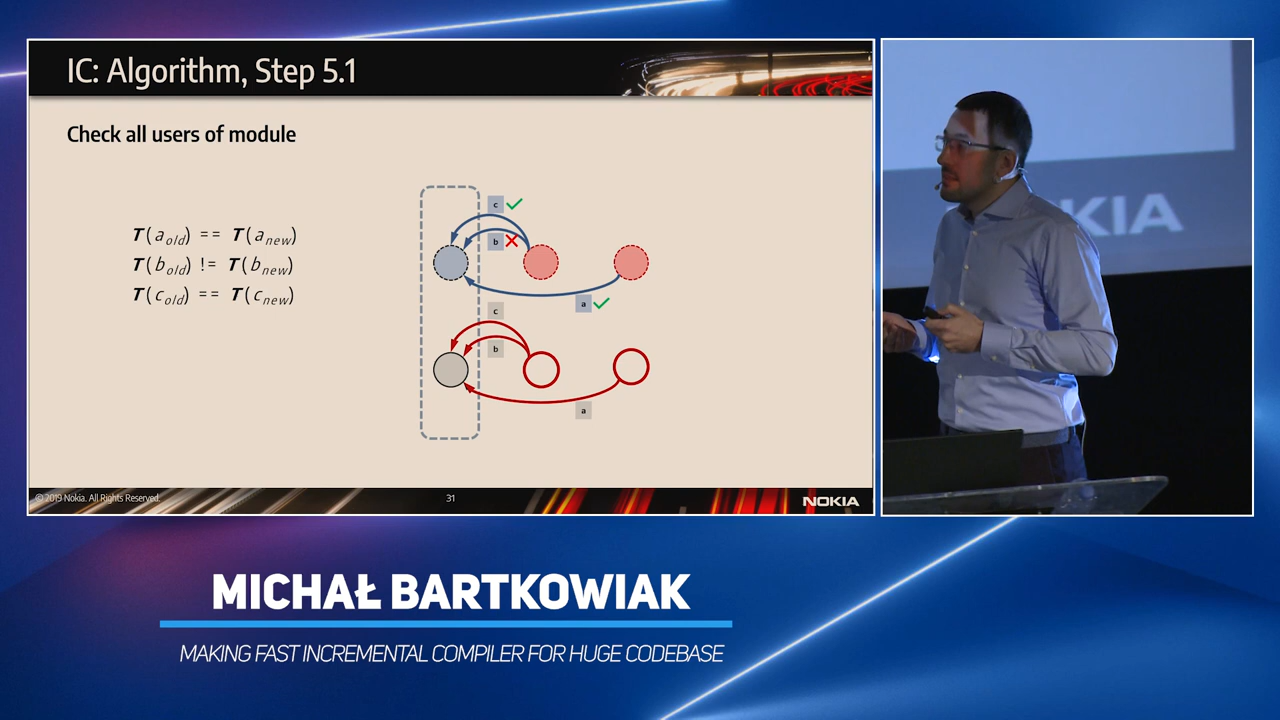 IC: Algorithm, Step 5.1
Check all users of module
T(a_old) == T(a_new)
T(b_old) != T(b_new)
T(c_old) == T(c_new)
c
b
a
c
b
a
© 2019 Nokia. All Rights Reserved.
31
NOKIA
KIA
MICHAŁ BARTKOWIAK
MAKING FAST INCREMENTAL COMPILER FOR HUGE CODEBASE